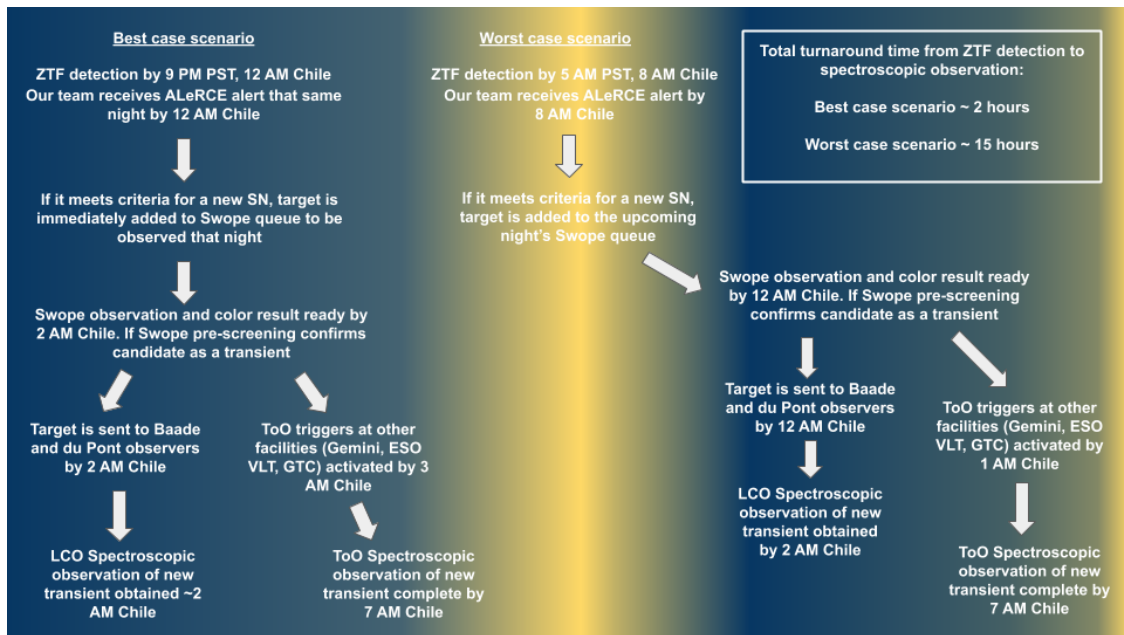 Best case scenario
ZTF detection by 9 PM PST, 12 AM Chile
Our team receives ALeRCE alert that same
night by 12 AM Chile
If it meets criteria for a new SN, target is
immediately added to Swope queue to be
observed that night
Swope observation and color result ready by
2 AM Chile. If Swope pre-screening confirms
candidate as a transient
Target is sent to Baade
and du Pont observers
by 2 AM Chile
LCO Spectroscopic
observation of new
transient obtained ~2
AM Chile
ToO triggers at other
facilities (Gemini, ESO
VLT, GTC) activated by 3
AM Chile
ToO Spectroscopic
observation of new
transient complete by
7 AM Chile
Worst case scenario
ZTF detection by 5 AM PST, 8 AM Chile
Our team receives ALeRCE alert by
8 AM Chile
If it meets criteria for a new SN,
target is added to the upcoming
night's Swope queue
Swope observation and color result ready
by 12 AM Chile. If Swope pre-screening
confirms candidate as a transient
Target is sent to Baade
and du Pont observers
by 12 AM Chile
LCO Spectroscopic
observation of new
transient obtained
by 2 AM Chile
ToO triggers at other
facilities (Gemini, ESO
VLT, GTC) activated by
1 AM Chile
ToO Spectroscopic
observation of new
transient complete by
7 AM Chile
Total turnaround time from ZTF detection to
spectroscopic observation:
Best case scenario ~ 2 hours
Worst case scenario ~ 15 hours